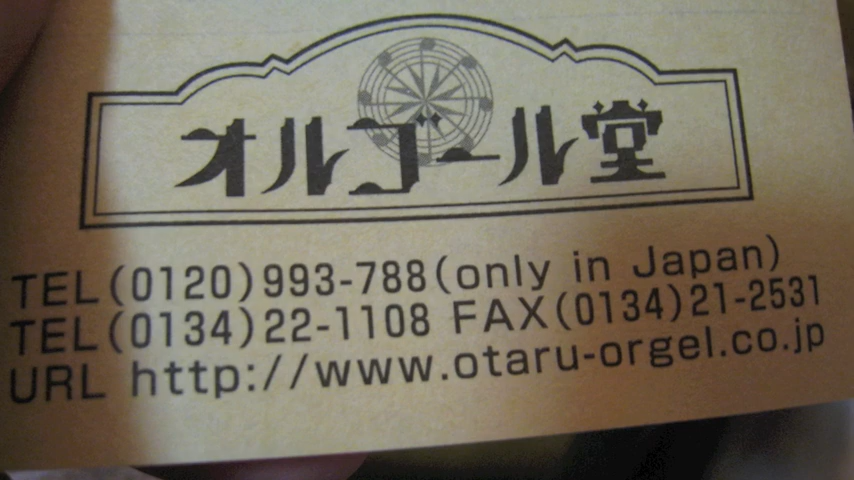 オルゴール堂
TEL(0120)993-788(only in Japan)
TEL(0134)22-1108 FAX(0134)21-2531
URL http://www.otaru-orgel.co.jp